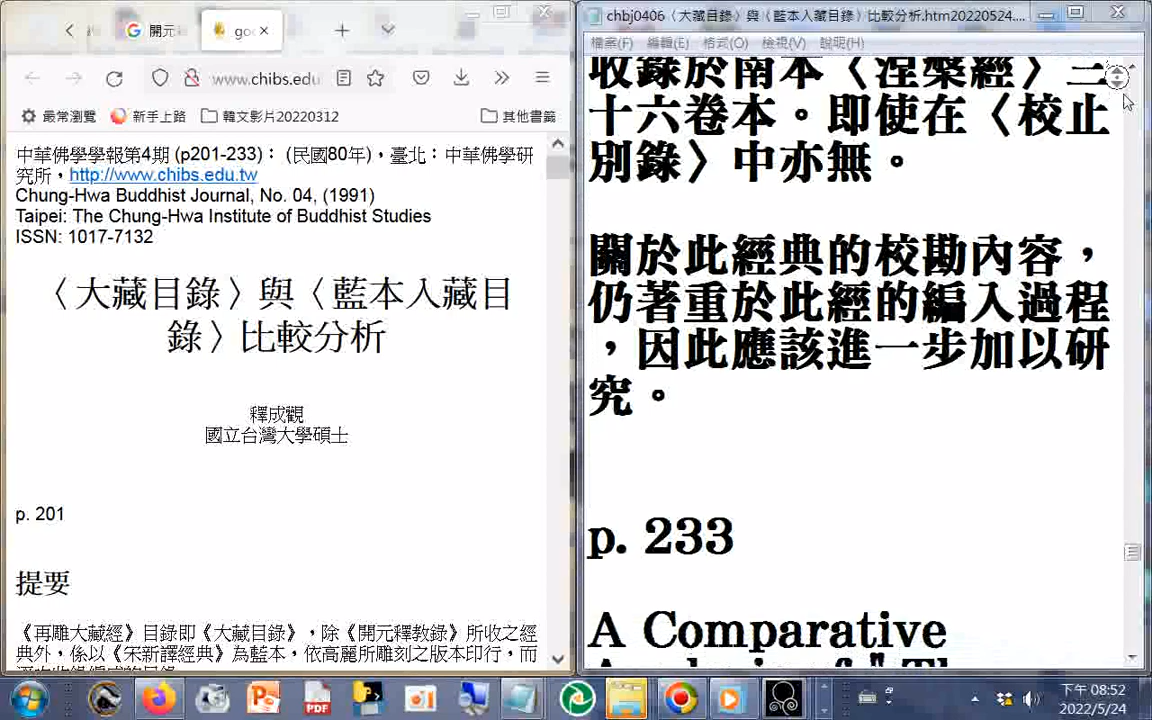 開元
goo
www.chibs.edu
最常瀏覽
新手上路
韓文影片20220312
其他書籤
中華佛學學報第4期 (p201-233)： (民國80年)，臺北：中華佛學研
究所，http://www.chibs.edu.tw
Chung-Hwa Buddhist Journal, No. 04, (1991)
Taipei: The Chung-Hwa Institute of Buddhist Studies
ISSN: 1017-7132
〈大藏目錄〉與〈藍本入藏目
錄〉比較分析
釋成觀
國立台灣大學碩士
p. 201
提要
《再雕大藏經》目錄即《大藏目錄》，除《開元釋教錄》所收之經
典外，係以《宋新譯經典》為藍本，依高麗所雕刻之版本印行，而
chbj0406〈大藏目錄〉與〈藍本入藏目錄〉比較分析.htm20220524....
檔案(F)
編輯(E)
格式(O)
檢視(V)
說明(H)
收錄於南本〈涅槃經〉三
十六卷本。即使在〈校止
別錄〉中亦無。
關於此經典的校勘內容，
仍著重於此經的編入過程
，因此應該進一步加以研
究。
p. 233
A Comparative
下午 08:52
2022/5/24